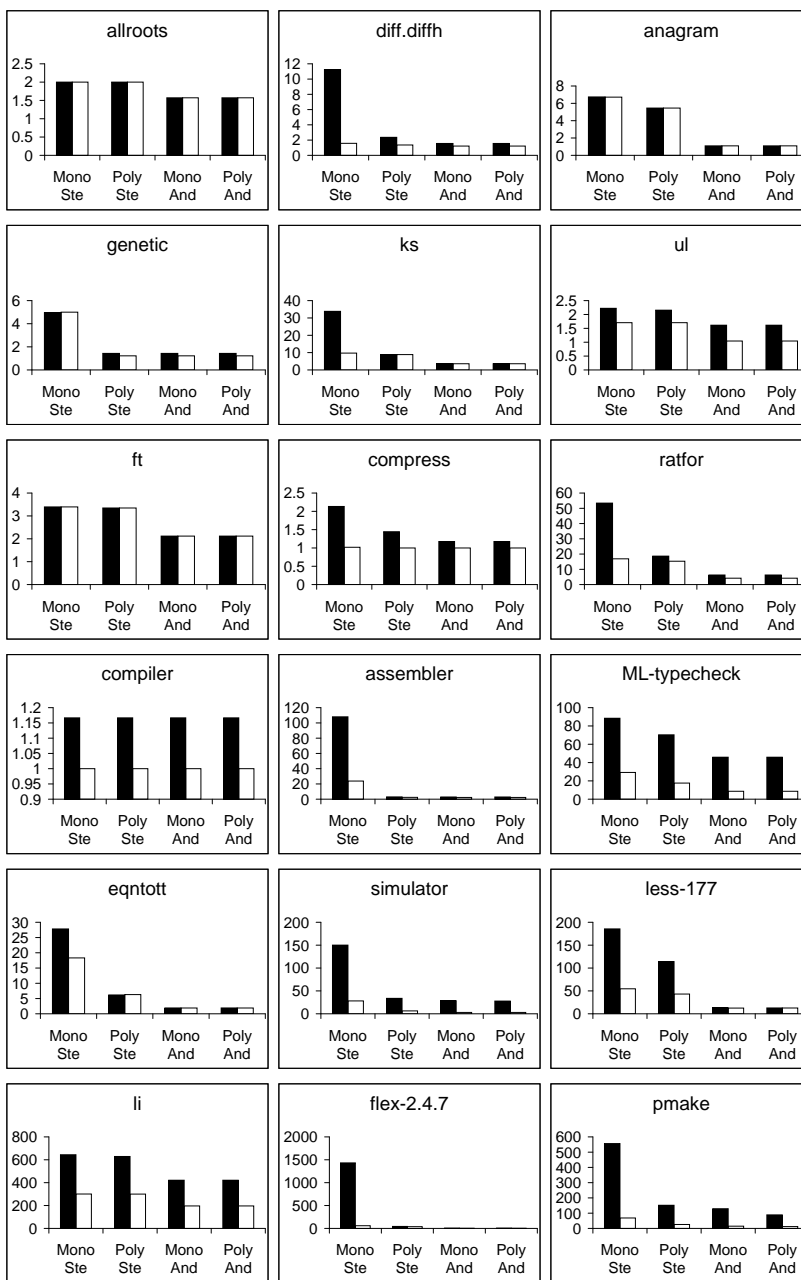 allroots
2.5
2
1.5
1
0.5
0
Mono Poly Mono Poly
Ste Ste And And
diff.diffh
12
10
8
6
4
2
0
Mono Poly Mono Poly
Ste Ste And And
anagram
8
6
4
2
0
Mono Poly Mono Poly
Ste Ste And And
genetic
6
4
2
0
Mono Poly Mono Poly
Ste Ste And And
ks
40
30
20
10
0
Mono Poly Mono Poly
Ste Ste And And
ul
2.5
2
1.5
1
0.5
0
Mono Poly Mono Poly
Ste Ste And And
ft
4
3
2
1
0
Mono Poly Mono Poly
Ste Ste And And
compress
2.5
2
1.5
1
0.5
0
Mono Poly Mono Poly
Ste Ste And And
ratfor
60
50
40
30
20
10
0
Mono Poly Mono Poly
Ste Ste And And
compiler
1.2
1.15
1.1
1.05
1
0.95
0.9
Mono Poly Mono Poly
Ste Ste And And
assembler
120
100
80
60
40
20
0
Mono Poly Mono Poly
Ste Ste And And
ML-typecheck
100
80
60
40
20
0
Mono Poly Mono Poly
Ste Ste And And
eqntott
30
25
20
15
10
5
0
Mono Poly Mono Poly
Ste Ste And And
simulator
200
150
100
50
0
Mono Poly Mono Poly
Ste Ste And And
less-177
200
150
100
50
0
Mono Poly Mono Poly
Ste Ste And And
li
800
600
400
200
0
Mono Poly Mono Poly
Ste Ste And And
flex-2.4.7
2000
1500
1000
500
0
Mono Poly Mono Poly
Ste Ste And And
pmake
600
500
400
300
200
100
0
Mono Poly Mono Poly
Ste Ste And And